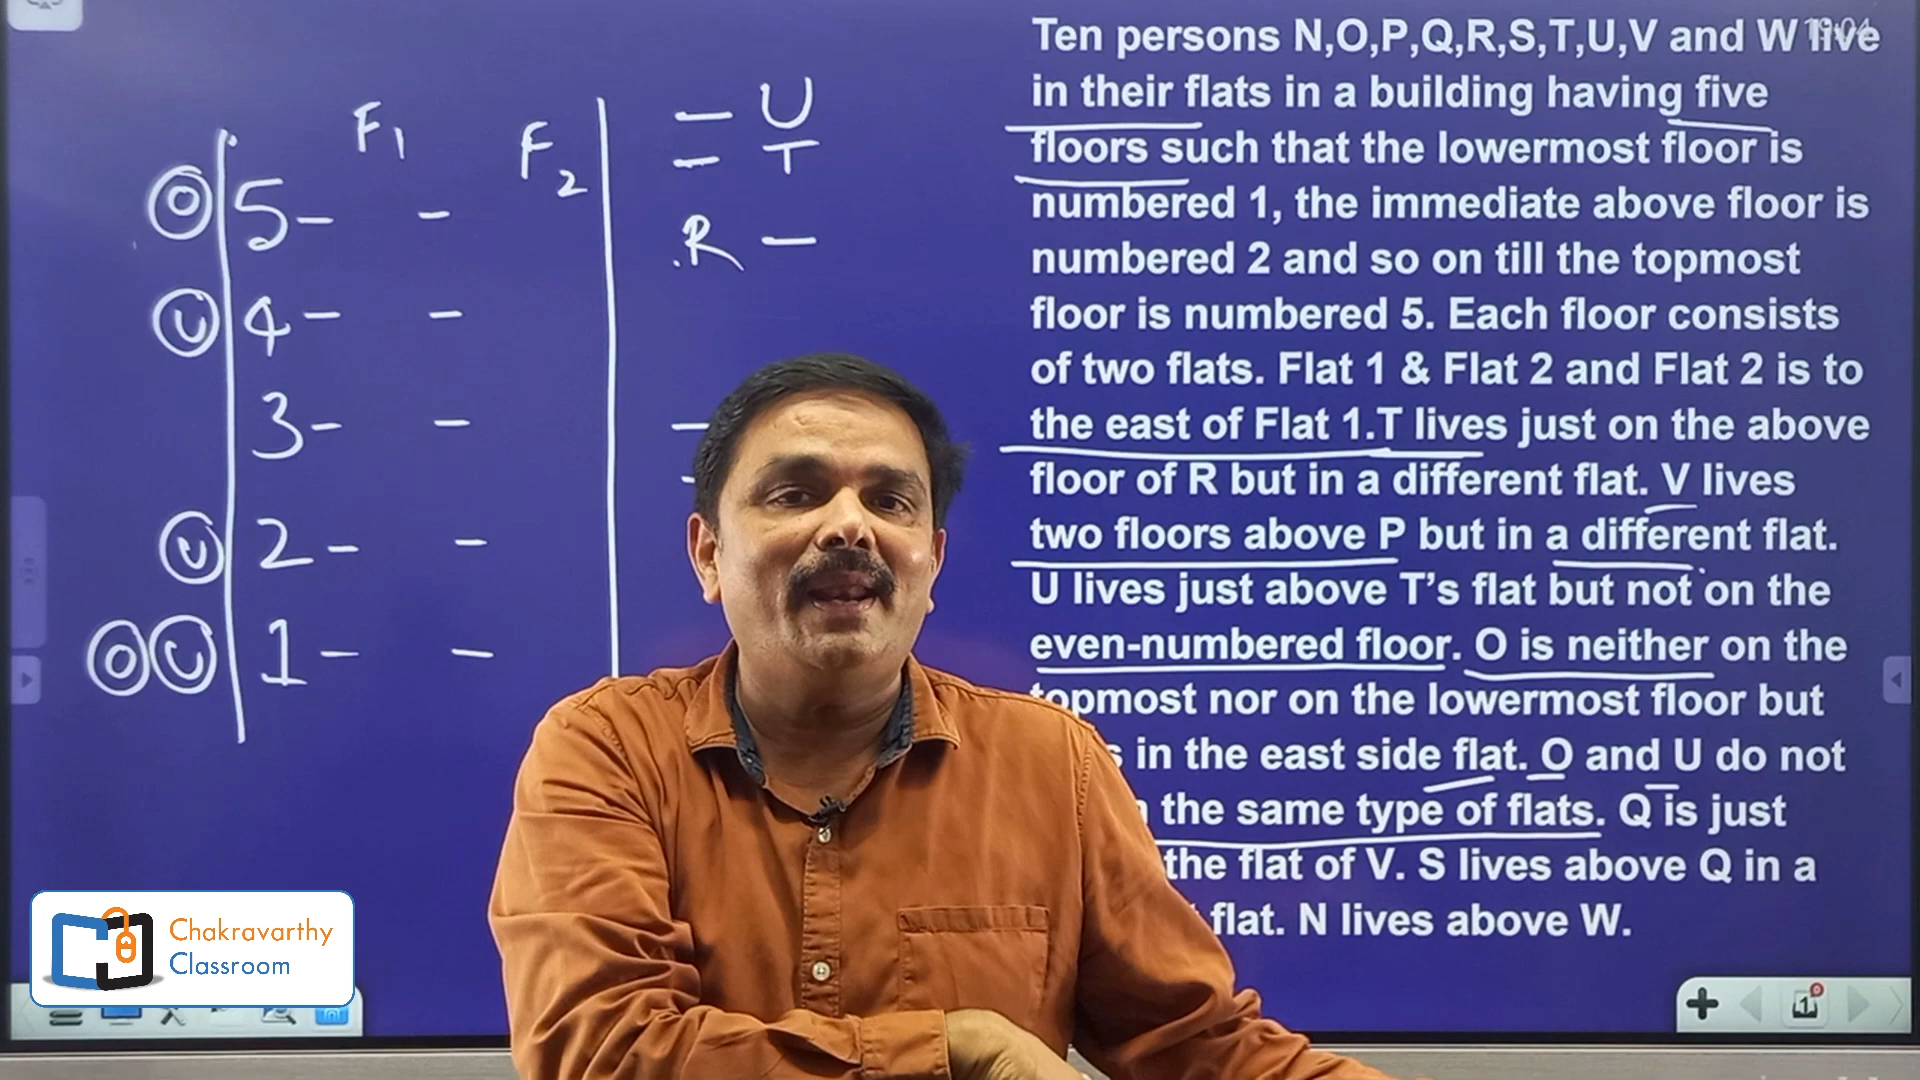 F1 F2
O 5 - -
U 4 - -
3 - -
U 2 - -
O U 1 - -
- U
- T
R -
-
19:04
Ten persons N,O,P,Q,R,S,T,U,V and W live
in their flats in a building having five
floors such that the lowermost floor is
numbered 1, the immediate above floor is
numbered 2 and so on till the topmost
floor is numbered 5. Each floor consists
of two flats. Flat 1 & Flat 2 and Flat 2 is to
the east of Flat 1.T lives just on the above
floor of R but in a different flat. V lives
two floors above P but in a different flat.
U lives just above T’s flat but not on the
even-numbered floor. O is neither on the
topmost nor on the lowermost floor but
in the east side flat. O and U do not
the same type of flats. Q is just
the flat of V. S lives above Q in a
flat. N lives above W.
Chakravarthy
Classroom
1